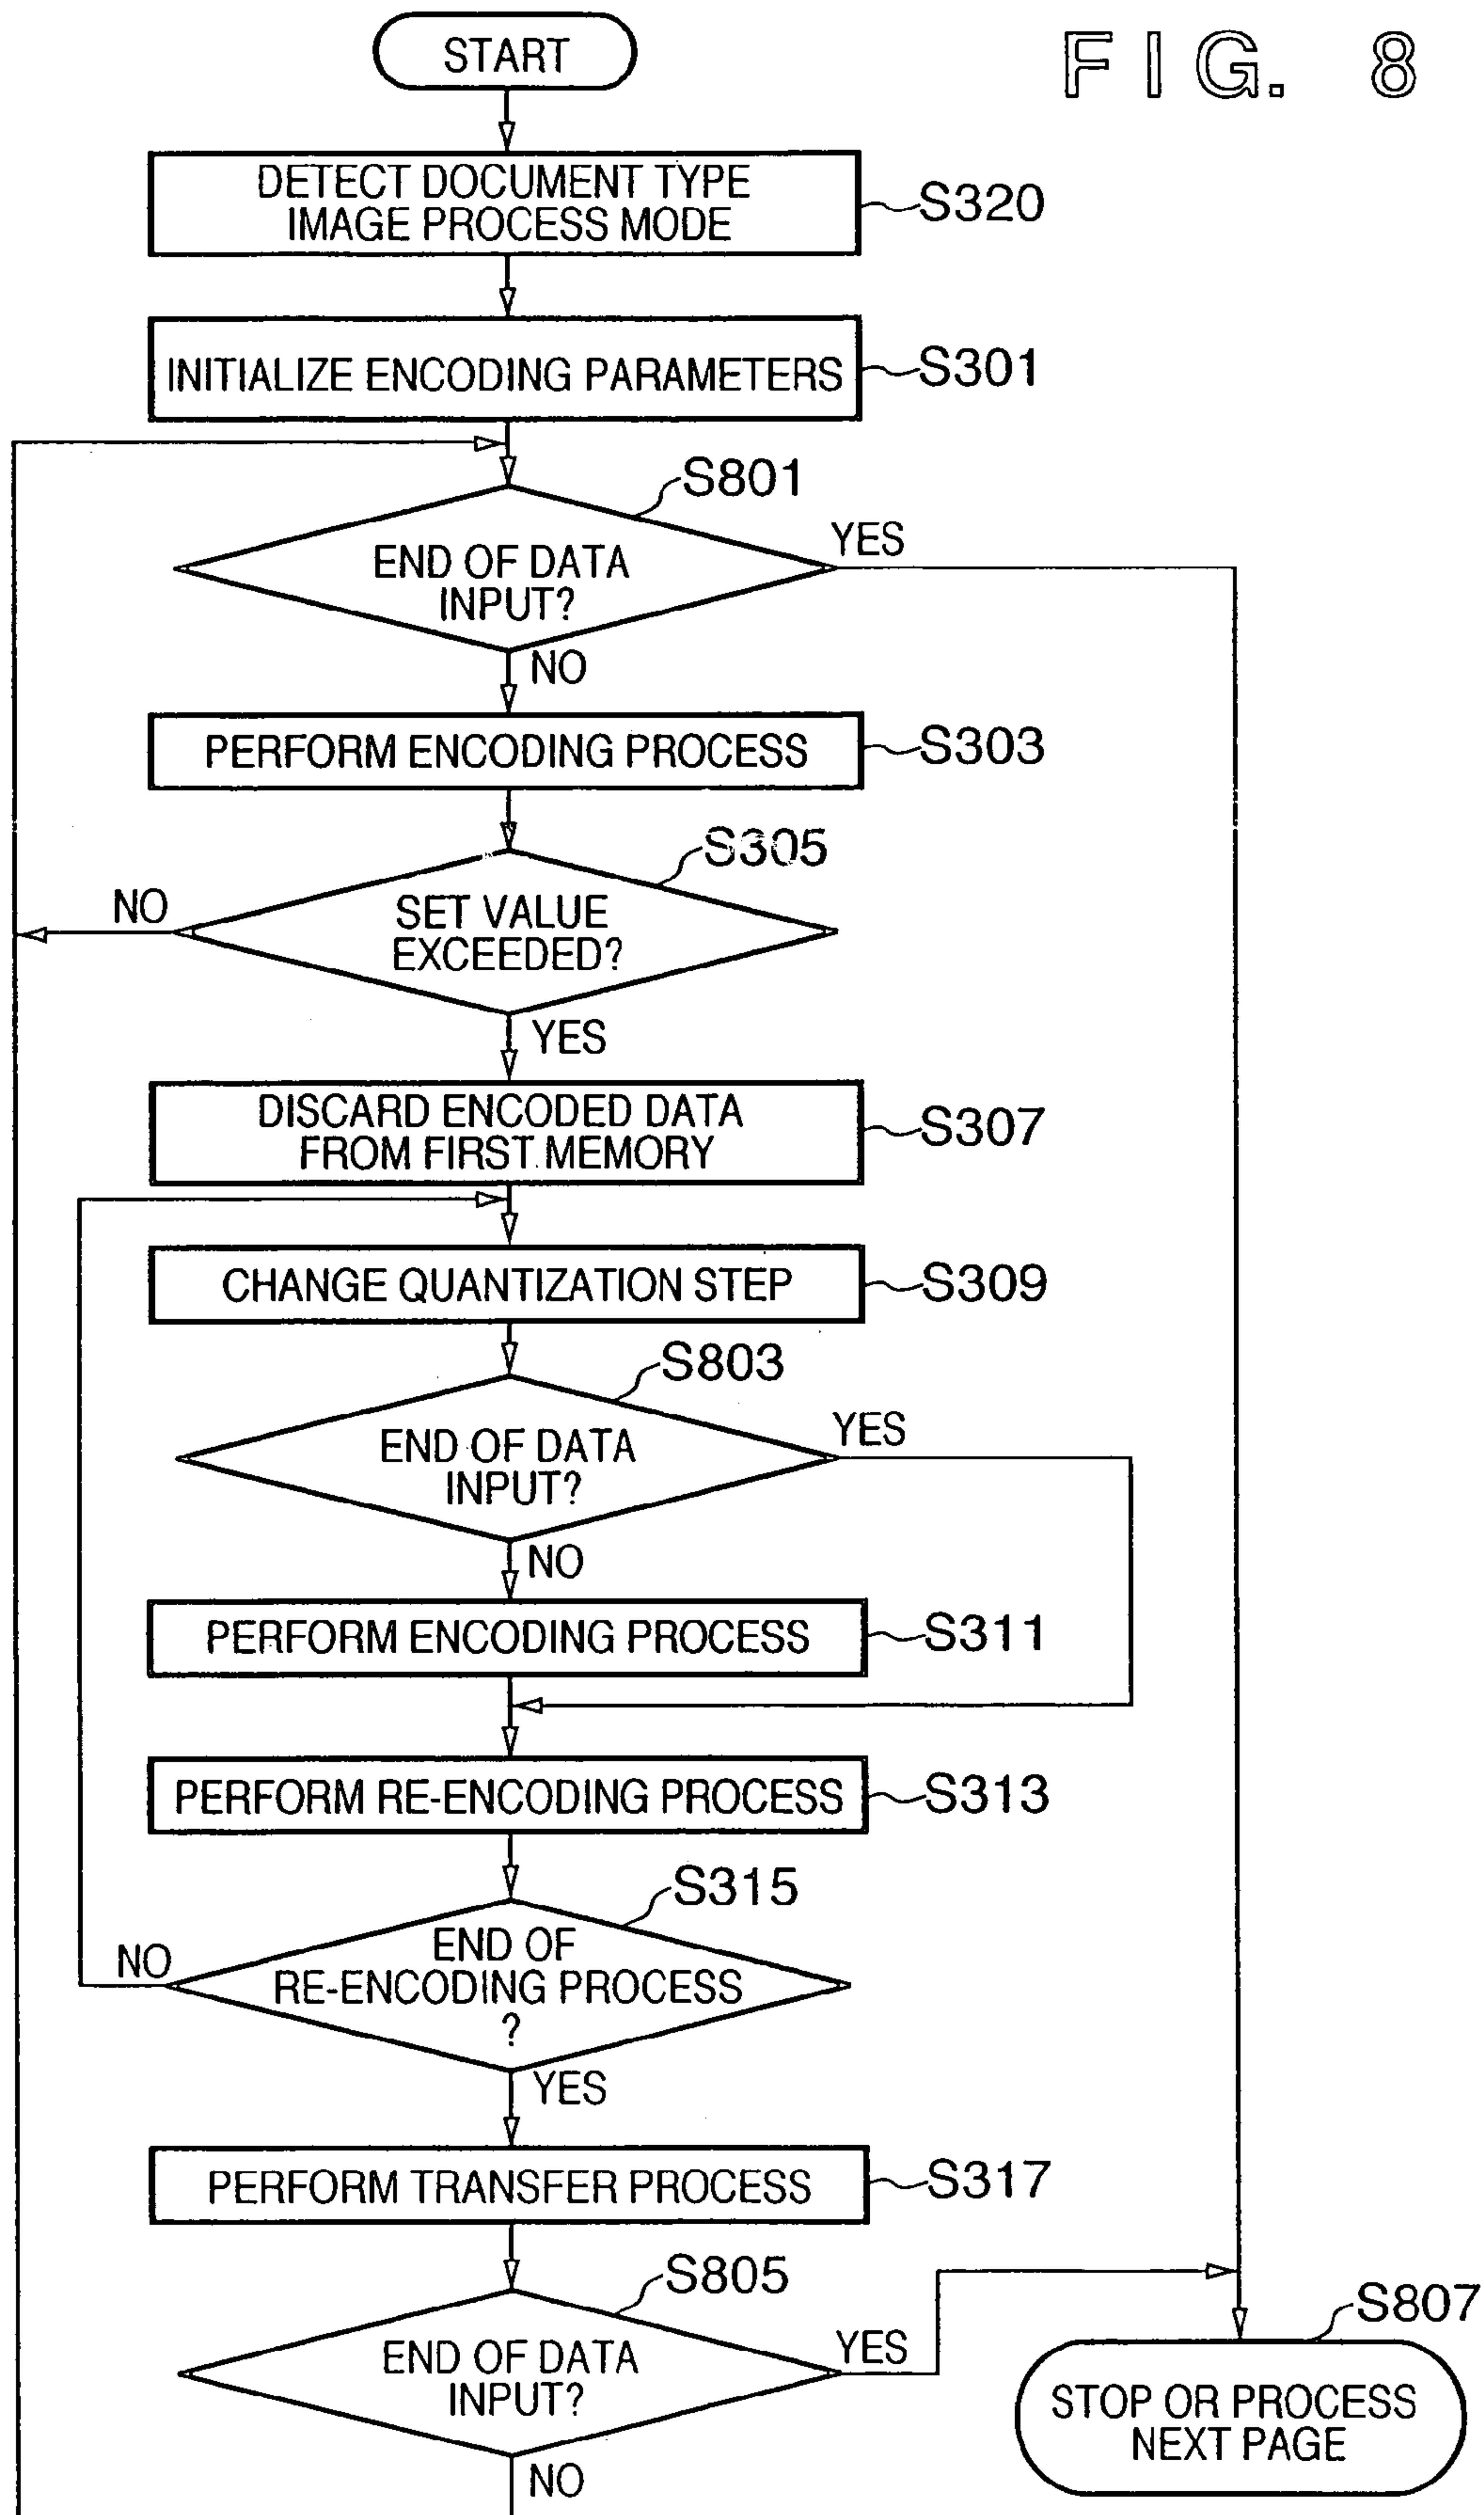 START
FIG. 8
DETECT DOCUMENT TYPE
IMAGE PROCESS MODE
S320
INITIALIZE ENCODING PARAMETERS
S301
S801
END OF DATA
INPUT?
YES
NO
PERFORM ENCODING PROCESS
S303
S305
SET VALUE
EXCEEDED?
NO
YES
DISCARD ENCODED DATA
FROM FIRST MEMORY
S307
CHANGE QUANTIZATION STEP
S309
S803
END OF DATA
INPUT?
YES
NO
PERFORM ENCODING PROCESS
S311
PERFORM RE-ENCODING PROCESS
S313
S315
END OF
RE-ENCODING PROCESS
?
NO
YES
PERFORM TRANSFER PROCESS
S317
S805
END OF DATA
INPUT?
YES
NO
S807
STOP OR PROCESS
NEXT PAGE